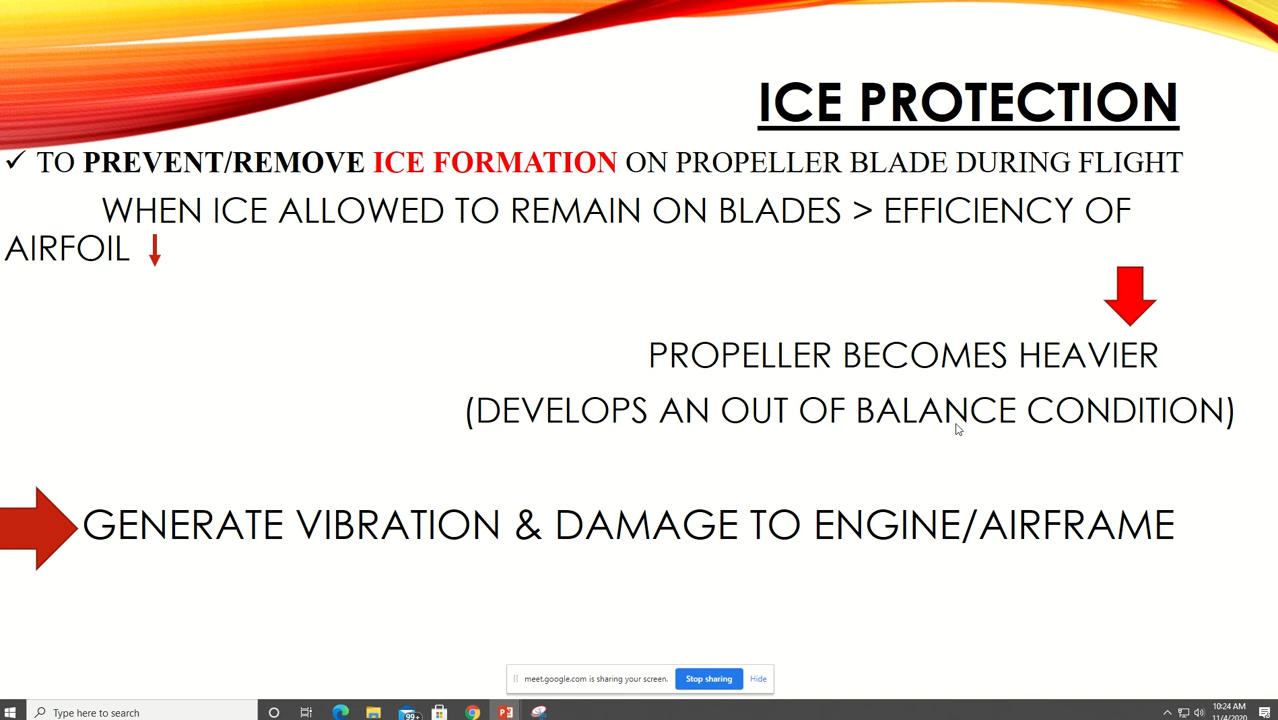 ICE PROTECTION
✓ TO PREVENT/REMOVE ICE FORMATION ON PROPELLER BLADE DURING FLIGHT
WHEN ICE ALLOWED TO REMAIN ON BLADES > EFFICIENCY OF
AIRFOIL
PROPELLER BECOMES HEAVIER
(DEVELOPS AN OUT OF BALANCE CONDITION)
GENERATE VIBRATION & DAMAGE TO ENGINE/AIRFRAME
meet.google.com is sharing your screen. Stop sharing Hide
Type here to search
99+
10:24 AM
11/4/2020